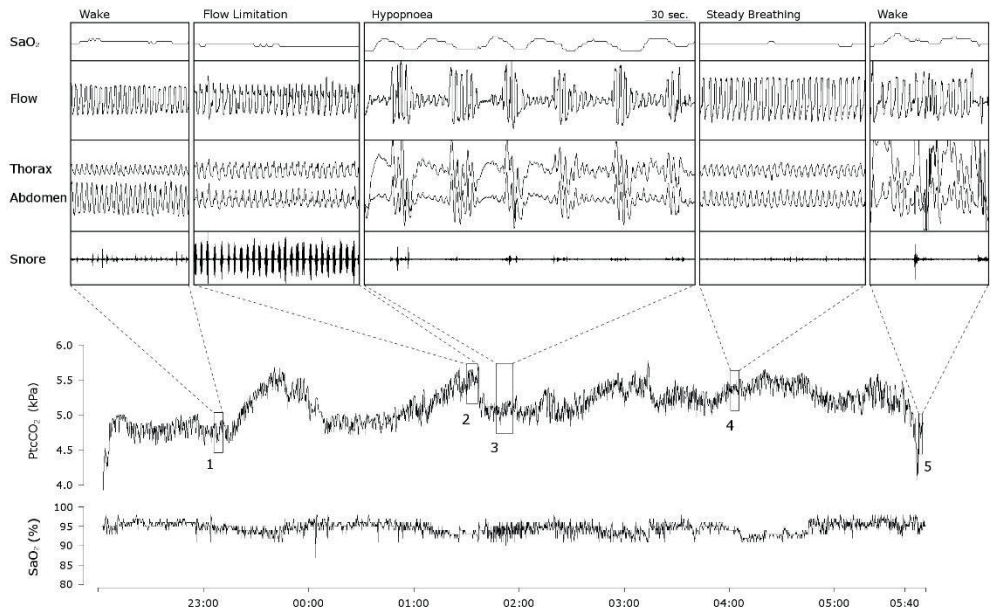 Wake Flow Limitation Hypopnoea 30 sec. Steady Breathing Wake
SaO₂
Flow
Thorax
Abdomen
Snore
6.0
5.5
5.0
4.5
4.0
PtcCO₂ (kPa)
1
2
3
4
5
100
95
90
85
80
SaO₂ (%)
23:00 00:00 01:00 02:00 03:00 04:00 05:00 05:40